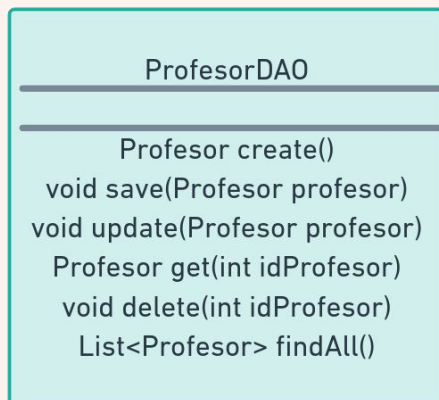 ProfesorDAO
Profesor create()
void save(Profesor profesor)
void update(Profesor profesor)
Profesor get(int idProfesor)
void delete(int idProfesor)
List<Profesor> findAll()